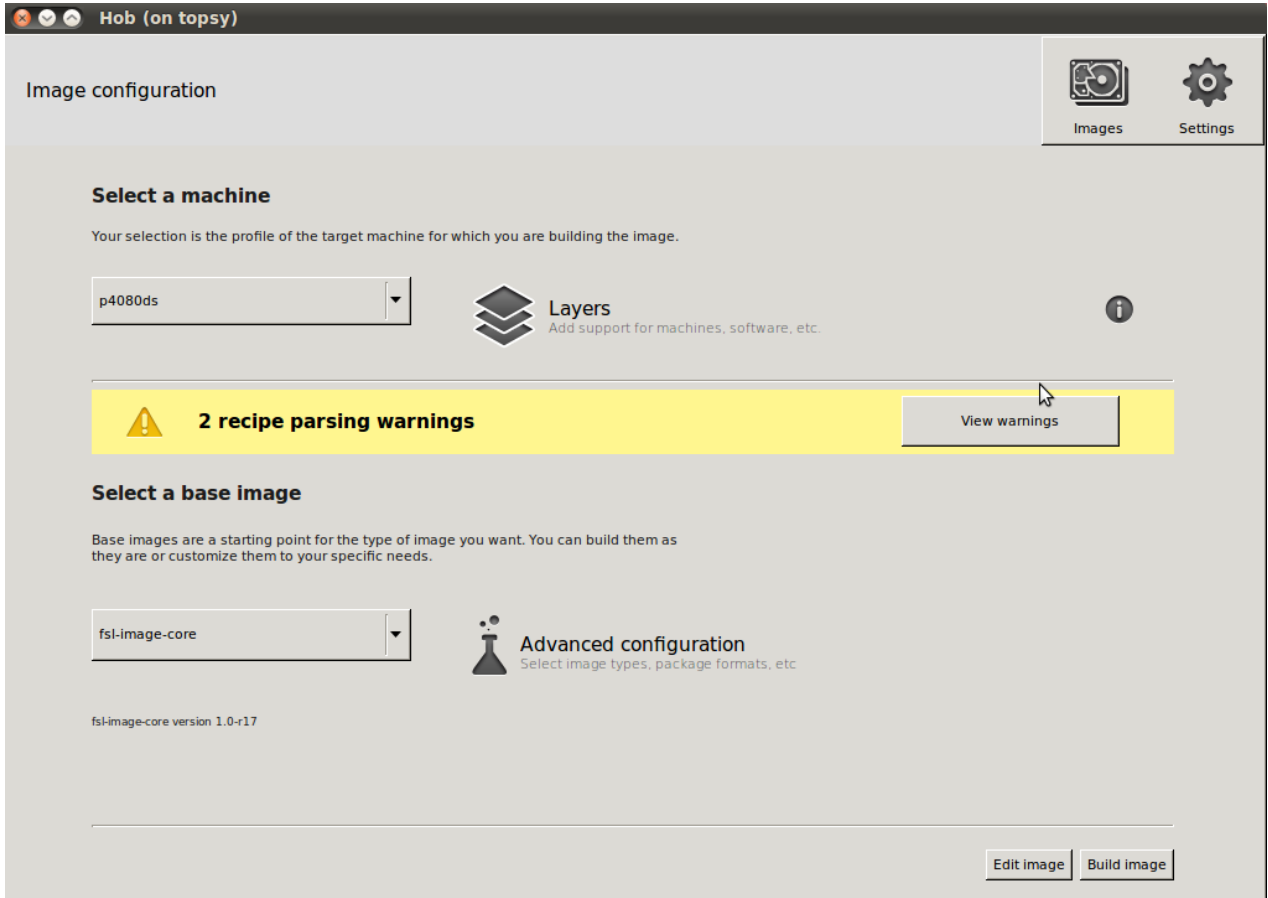 Hob (on topsy)
Image configuration
Images
Settings
Select a machine
Your selection is the profile of the target machine for which you are building the image.
p4080ds
Layers
Add support for machines, software, etc.
2 recipe parsing warnings
View warnings
Select a base image
Base images are a starting point for the type of image you want. You can build them as
they are or customize them to your specific needs.
fsl-image-core
Advanced configuration
Select image types, package formats, etc
fsl-image-core version 1.0-r17
Edit image
Build image